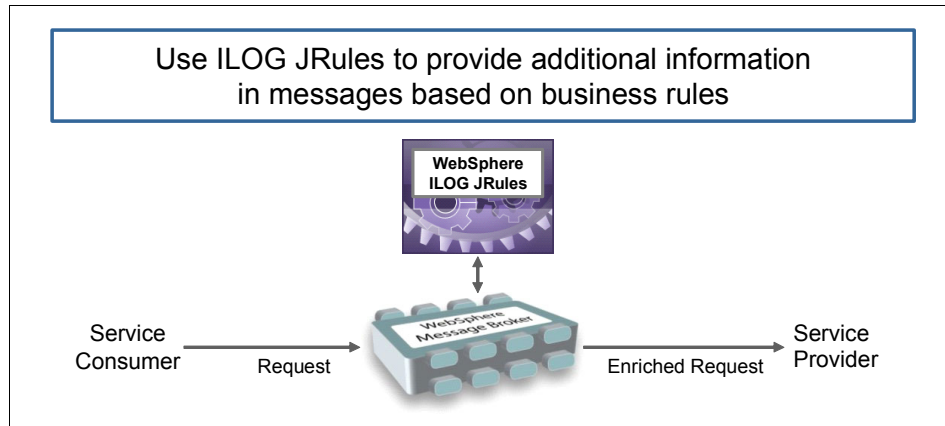 Use ILOG JRules to provide additional information
in messages based on business rules
WebSphere
ILOG JRules
WebSphere
Message Broker
Service
Consumer
Request
Enriched Request
Service
Provider